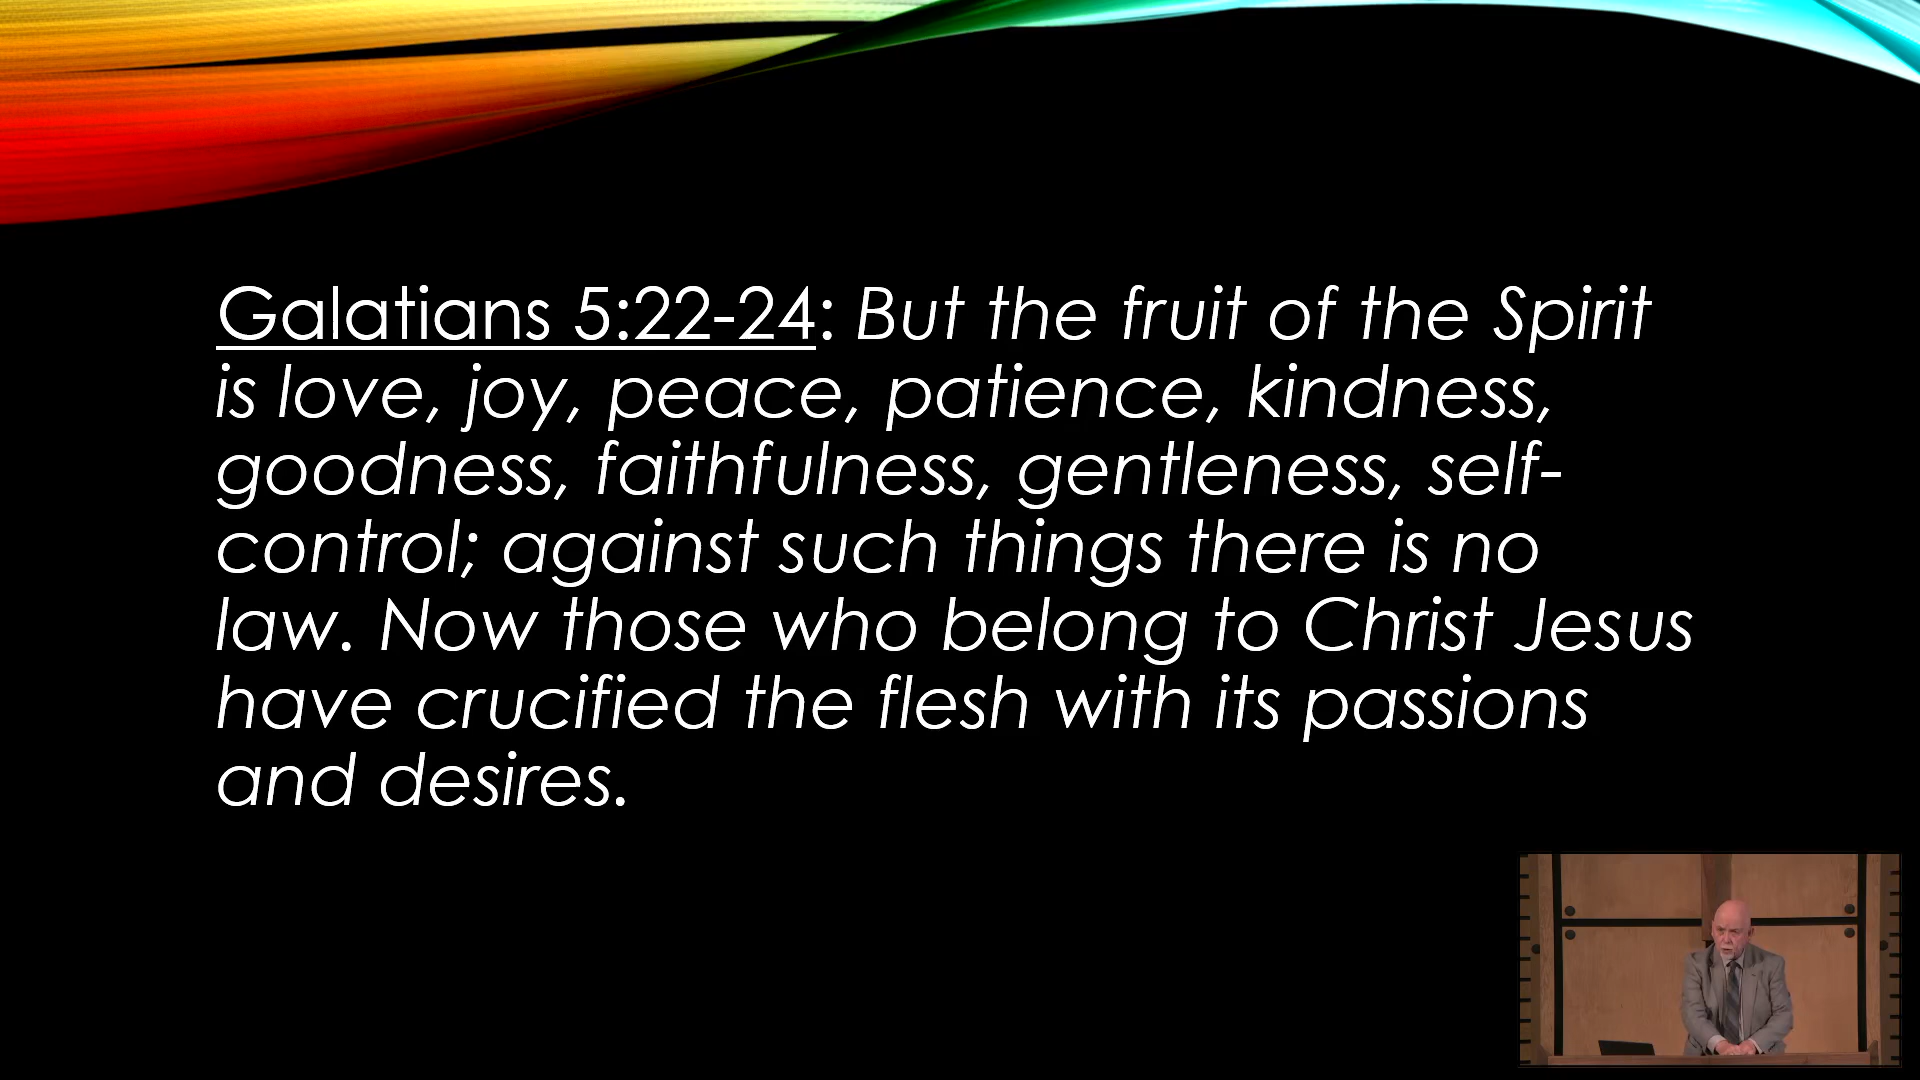 Galatians 5:22-24: But the fruit of the Spirit
is love, joy, peace, patience, kindness,
goodness, faithfulness, gentleness, self-
control; against such things there is no
law. Now those who belong to Christ Jesus
have crucified the flesh with its passions
and desires.